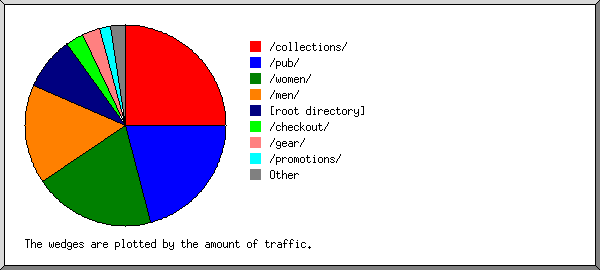 /collections/
/pub/
/women/
/men/
[root directory]
/checkout/
/gear/
/promotions/
Other
The wedges are plotted by the amount of traffic.